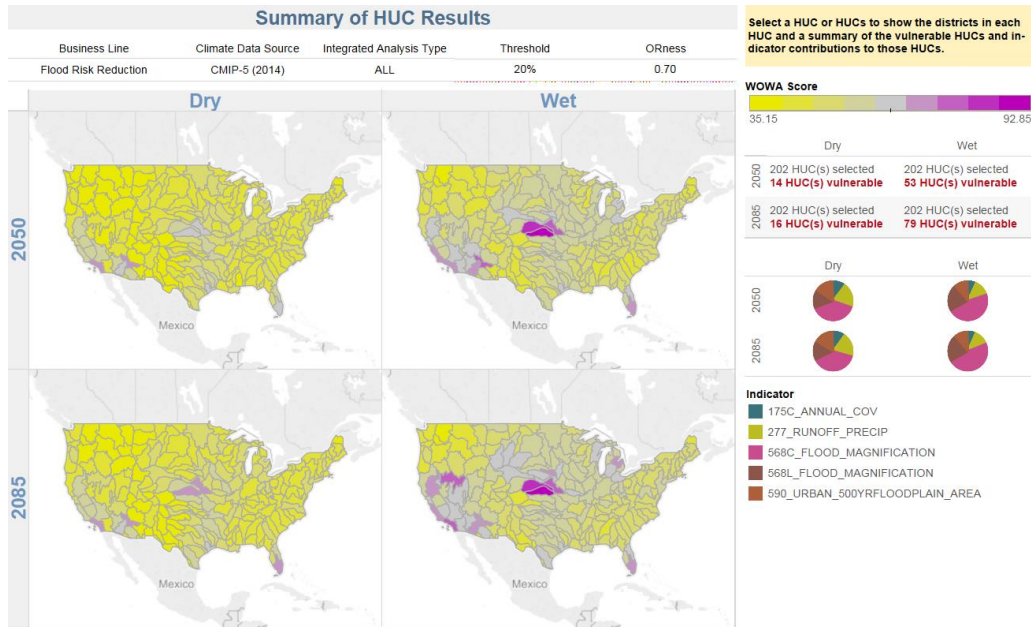 Summary of HUC Results
Business Line Climate Data Source Integrated Analysis Type Threshold ORness
Flood Risk Reduction CMIP-5 (2014) ALL 20% 0.70
Dry Wet
2050
Mexico Mexico
2085
Mexico Mexico
Select a HUC or HUCs to show the districts in each
HUC and a summary of the vulnerable HUCs and in-
dicator contributions to those HUCs.
WOWA Score
35.15 92.85
Dry Wet
2050
202 HUC(s) selected 202 HUC(s) selected
14 HUC(s) vulnerable 53 HUC(s) vulnerable
2085
202 HUC(s) selected 202 HUC(s) selected
16 HUC(s) vulnerable 79 HUC(s) vulnerable
Dry Wet
2050
2085
Indicator
175C_ANNUAL_COV
277_RUNOFF_PRECIP
568C_FLOOD_MAGNIFICATION
568L_FLOOD_MAGNIFICATION
590_URBAN_500YRFLOODPLAIN_AREA